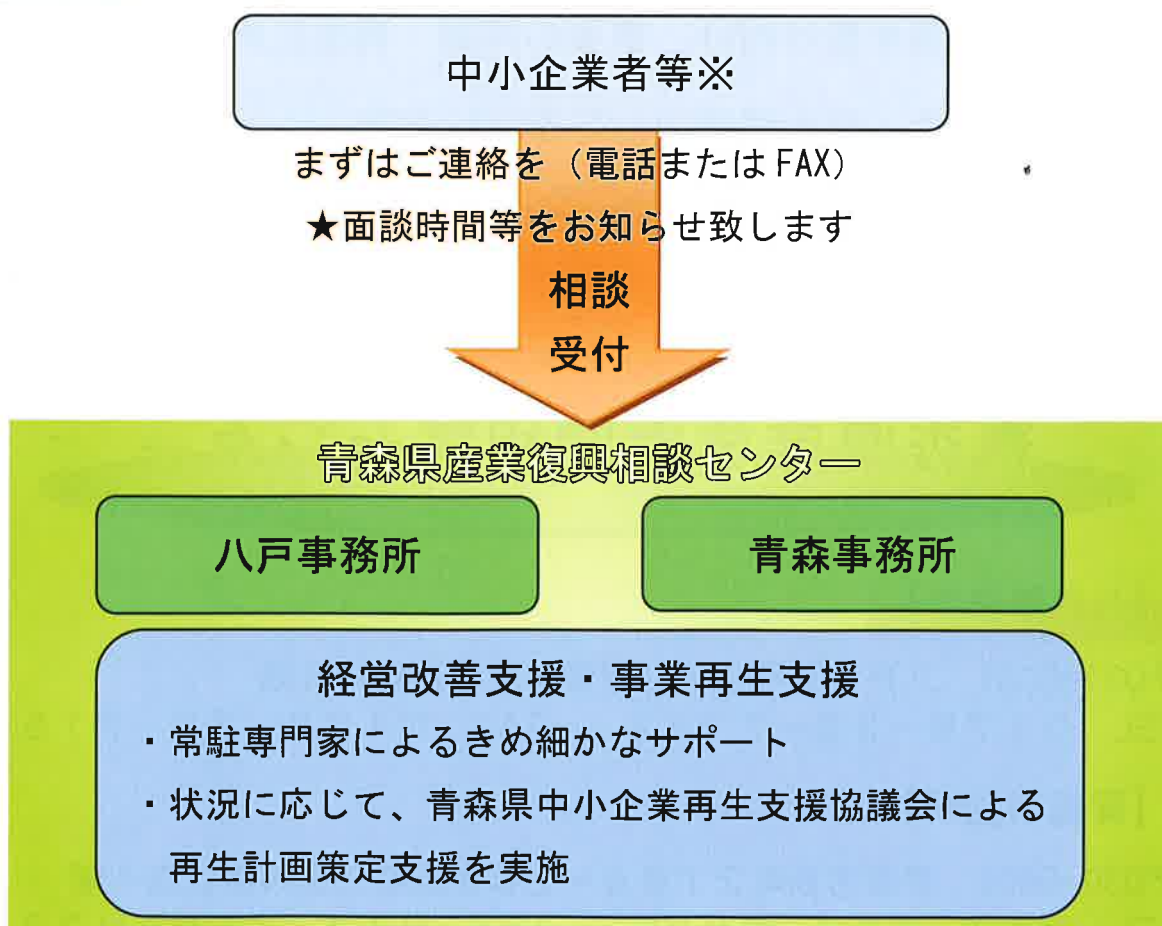 中小企業者等※
まずはご連絡を（電話または FAX）
★面談時間等をお知らせ致します
相談
受付
青森県産業復興相談センター
八戸事務所
青森事務所
経営改善支援・事業再生支援
・常駐専門家によるきめ細かなサポート
・状況に応じて、青森県中小企業再生支援協議会による
再生計画策定支援を実施